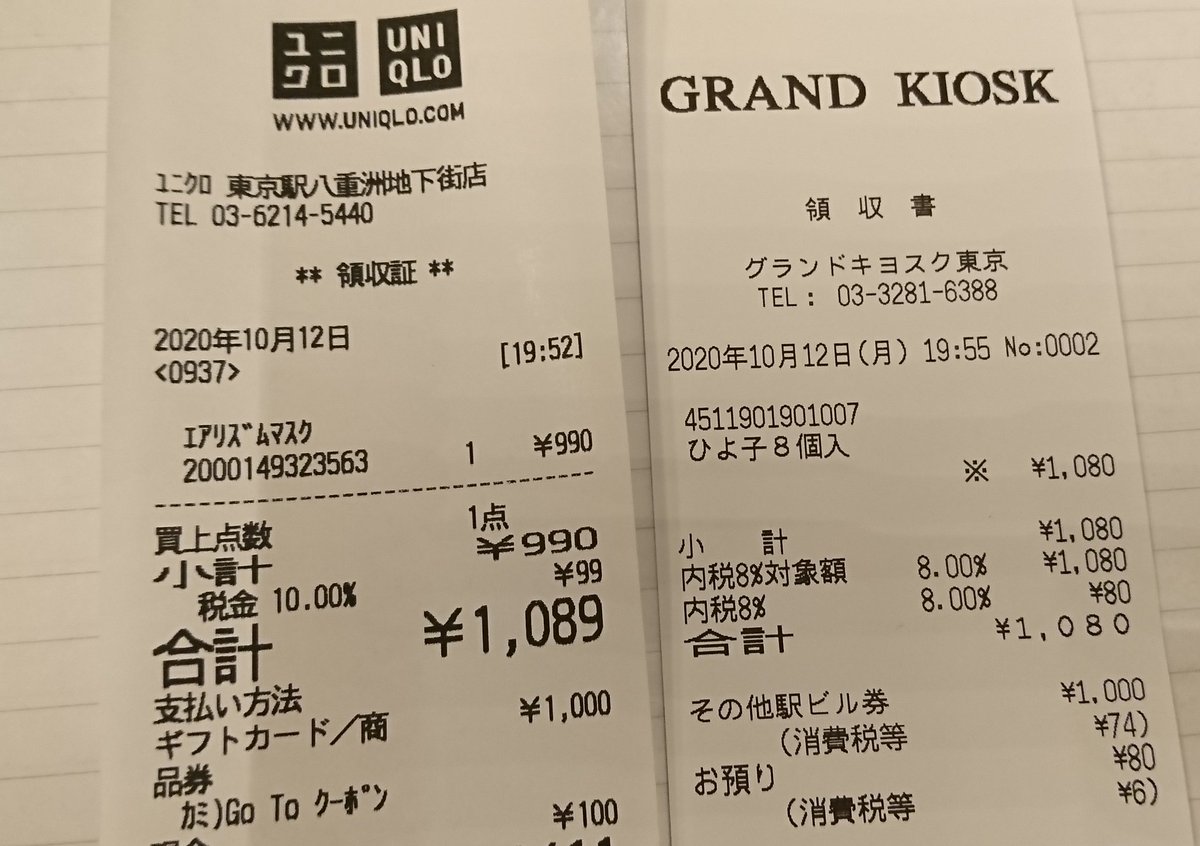 ユニクロ UNIQLO
WWW.UNIQLO.COM
ユニクロ 東京駅八重洲地下街店
TEL 03-6214-5440
** 領収証 **
2020年10月12日
<0937> [19:52]
エアリズムマスク
2000149323563 1 ¥990
買上点数 1点
小計 ¥990
税金 10.00% ¥99
合計 ¥1,089
支払い方法
ギフトカード/商 ¥1,000
品券
カミ)Go To クーポン
¥100
GRAND KIOSK
領 収 書
グランドキヨスク東京
TEL: 03-3281-6388
2020年10月12日(月) 19:55 No:0002
4511901901007
ひよ子8個入
※ ¥1,080
小 計 ¥1,080
内税8%対象額 8.00% ¥1,080
内税8% 8.00% ¥80
合計 ¥1,080
その他駅ビル券 ¥1,000
(消費税等 ¥74)
お預り ¥80
(消費税等 ¥6)